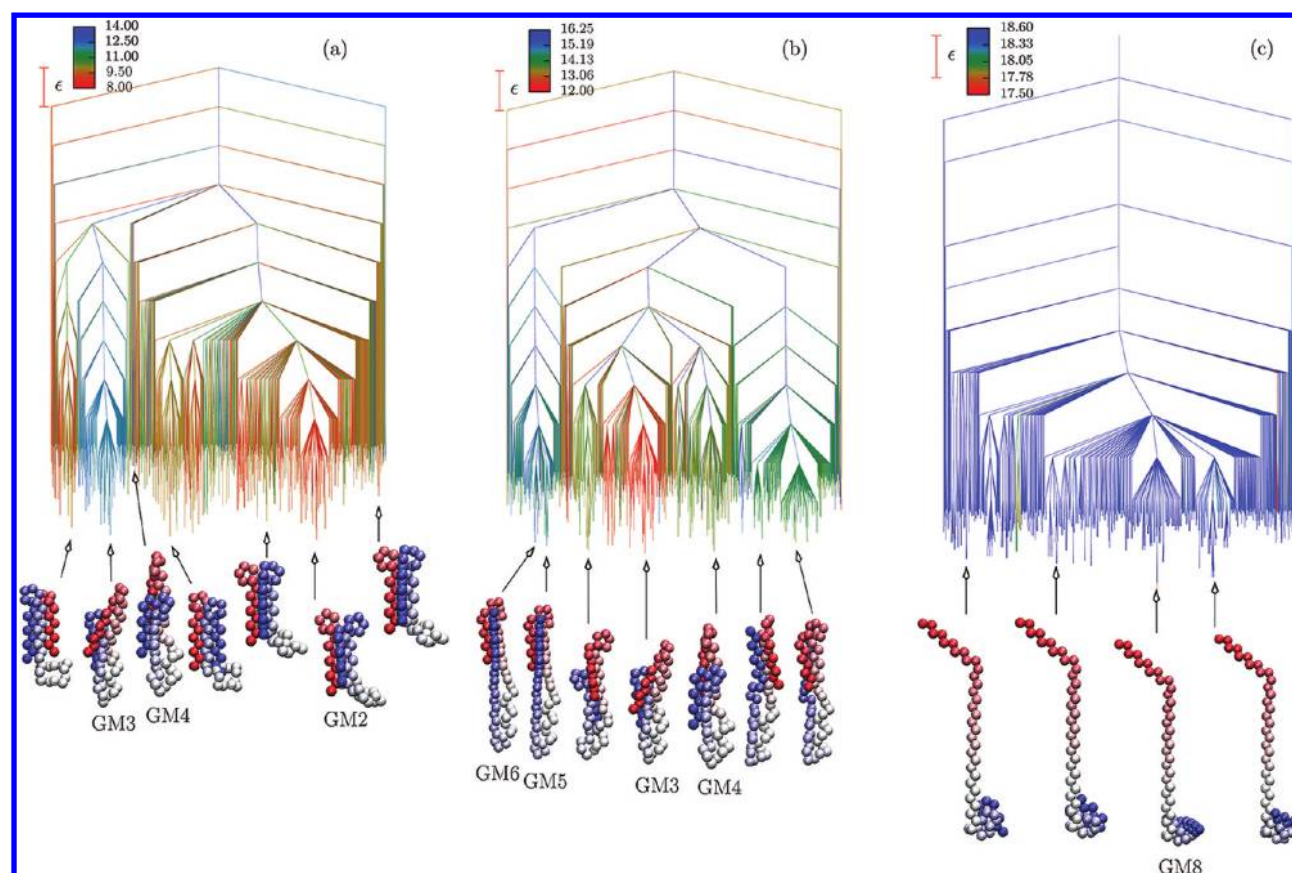 14.00
12.50
11.00
9.50
8.00
ϵ
(a)
GM3
GM4
GM2
16.25
15.19
14.13
13.06
12.00
ϵ
(b)
GM6
GM5
GM3
GM4
18.60
18.33
18.05
17.78
17.50
ϵ
(c)
GM8